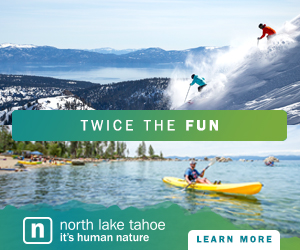 TWICE THE FUN
n north lake tahoe
it's human nature
LEARN MORE